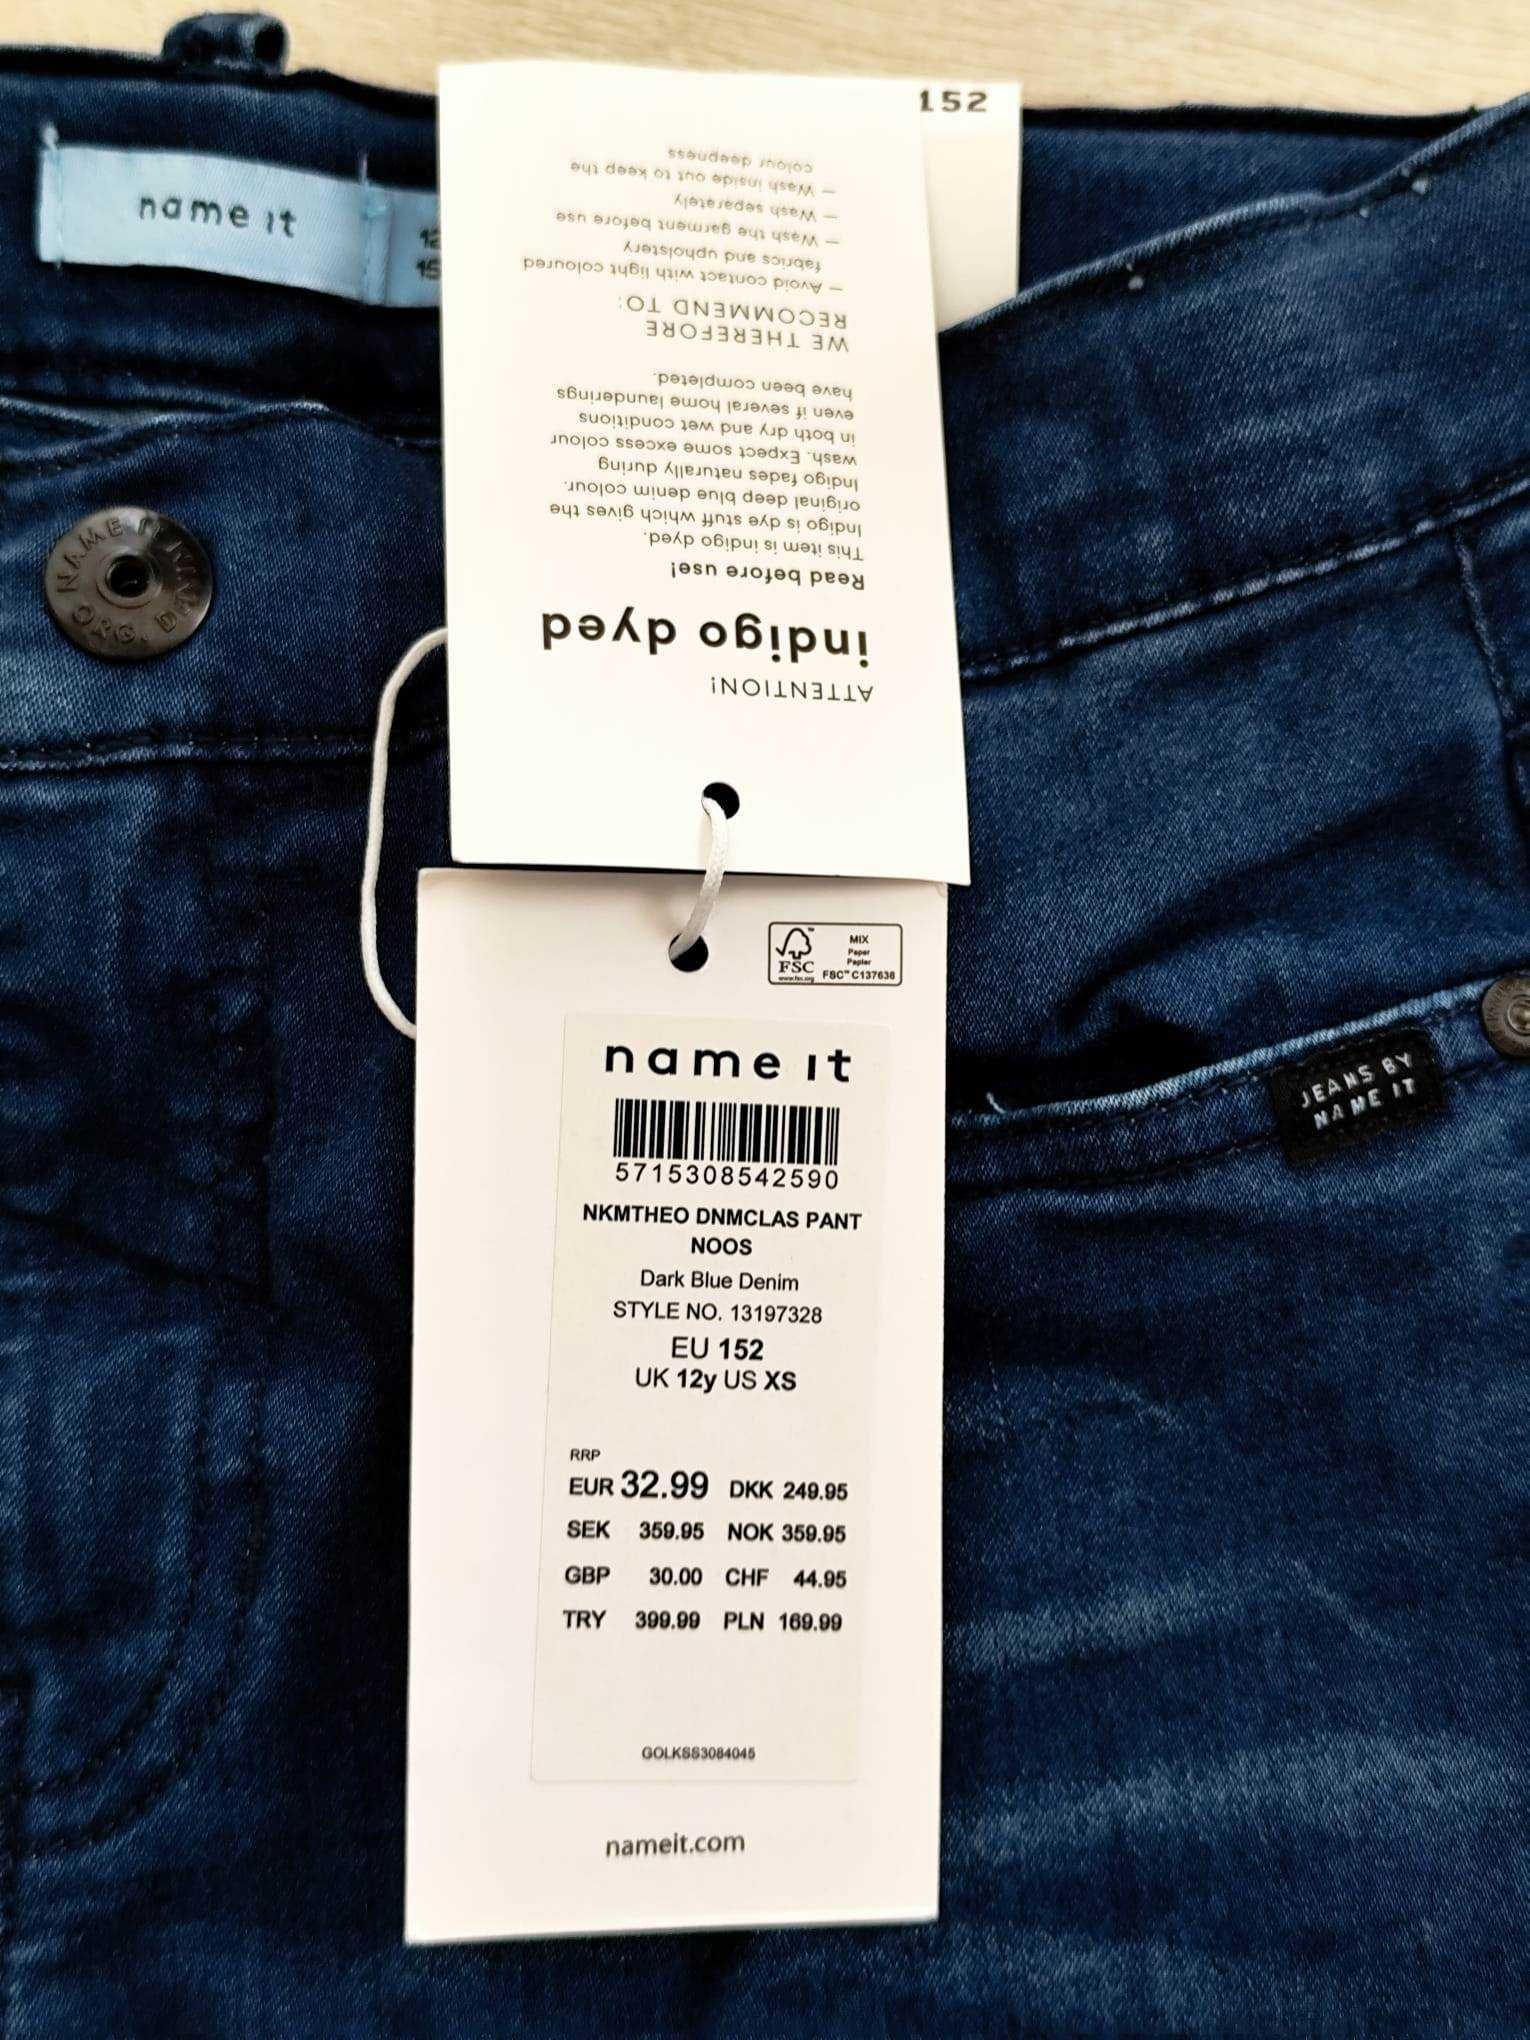 152
name it
ATTENTION!
indigo dyed
Read before use!
This item is indigo dyed.
Indigo is dye stuff which gives the
original deep blue denim colour.
Indigo fades naturally during
wash. Expect some excess colour
in both dry and wet conditions
even if several home launderings
have been completed.
WE THEREFORE
RECOMMEND TO:
— Avoid contact with light coloured
fabrics and upholstery
— Wash the garment before use
— Wash separately
— Wash inside out to keep the
colour deepness
NAME IT
ORG.
FSC
www.fsc.org
MIX
Paper
Papier
FSC™ C137636
name it
5715308542590
NKMTHEO DNMCLAS PANT
NOOS
Dark Blue Denim
STYLE NO. 13197328
EU 152
UK 12y US XS
RRP
EUR 32.99 DKK 249.95
SEK 359.95 NOK 359.95
GBP 30.00 CHF 44.95
TRY 399.99 PLN 169.99
GOLKSS3084045
nameit.com
JEANS BY
NAME IT